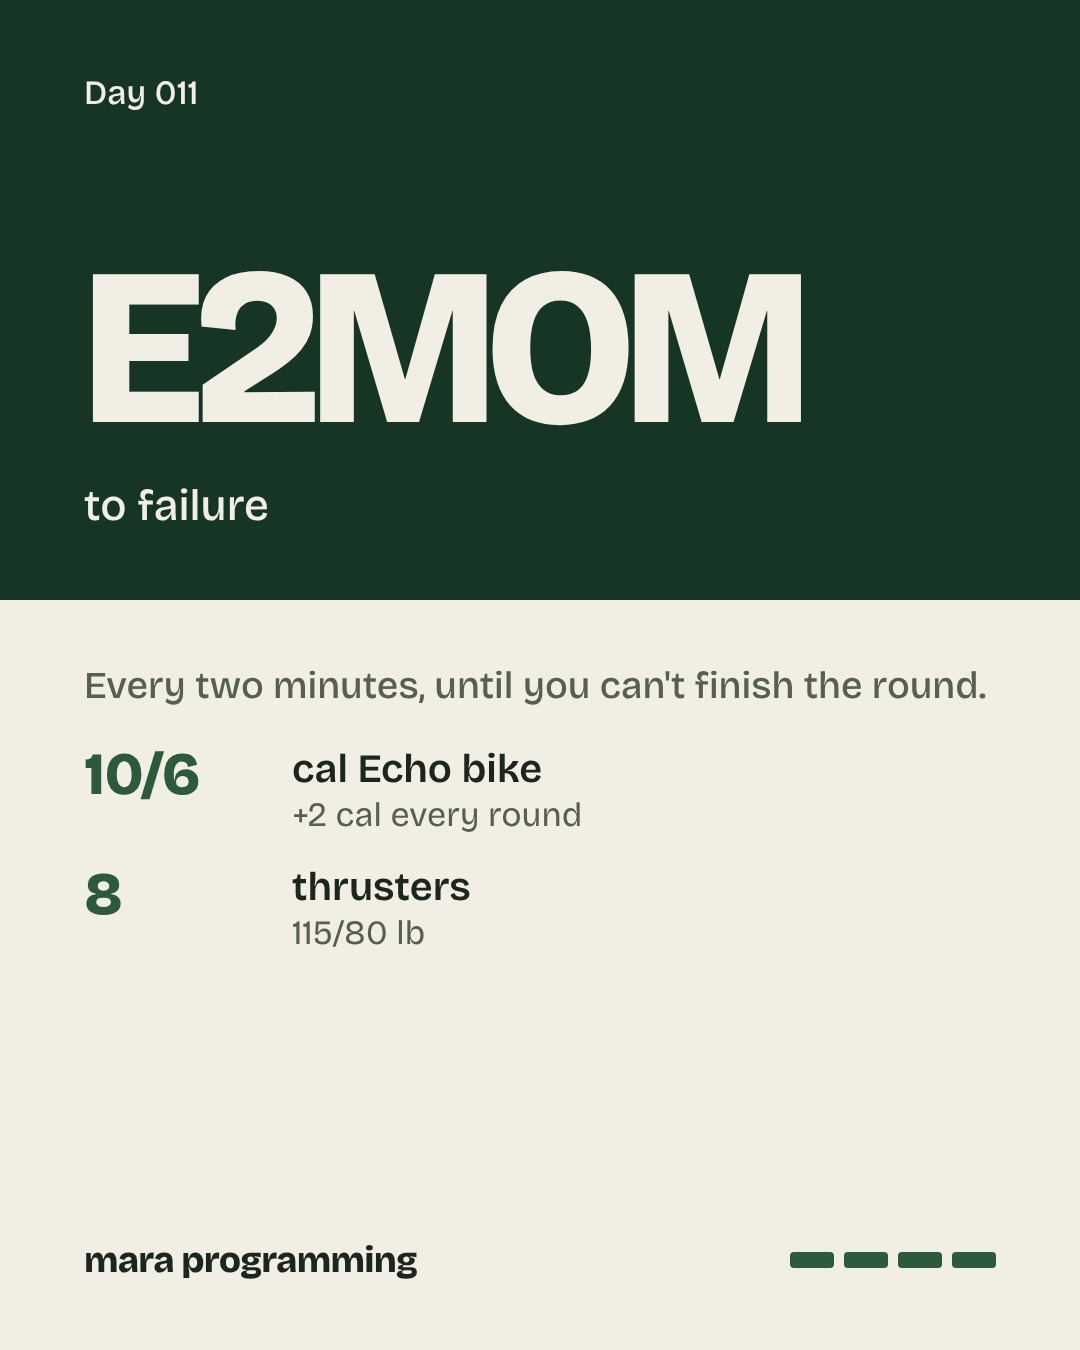 Day 011
E2MOM
to failure
Every two minutes, until you can't finish the round.
10/6 cal Echo bike
+2 cal every round
8 thrusters
115/80 lb
mara programming